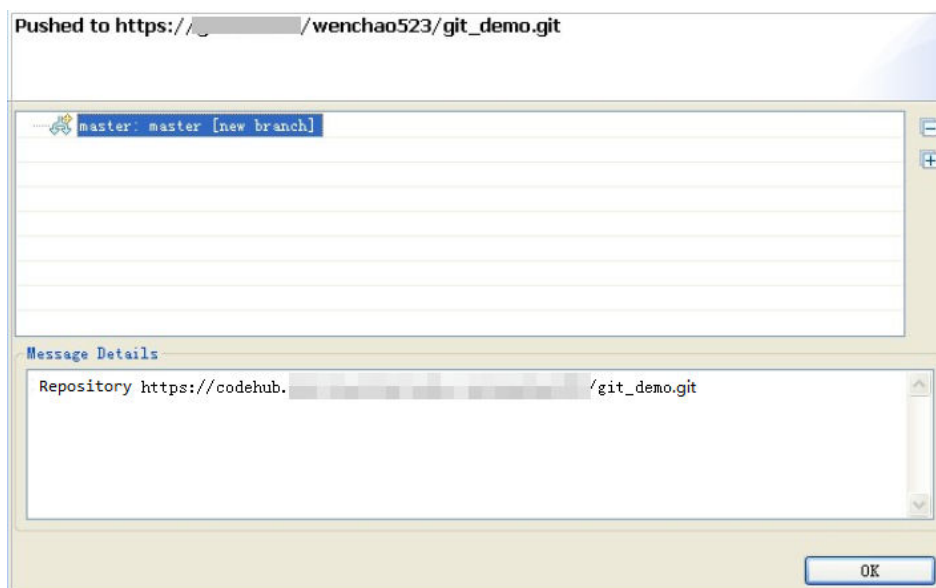 Pushed to https:// /wenchao523/git_demo.git
master: master [new branch]
Message Details
Repository https://codehub. /git_demo.git
OK